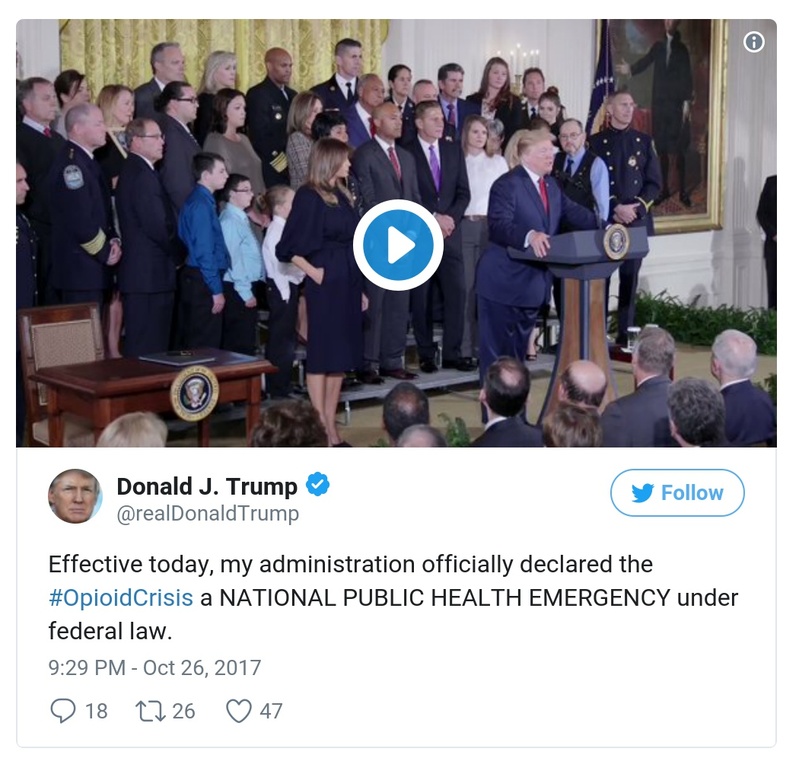 Donald J. Trump
@realDonaldTrump
Follow
Effective today, my administration officially declared the
#OpioidCrisis a NATIONAL PUBLIC HEALTH EMERGENCY under
federal law.
9:29 PM - Oct 26, 2017
18 26 47